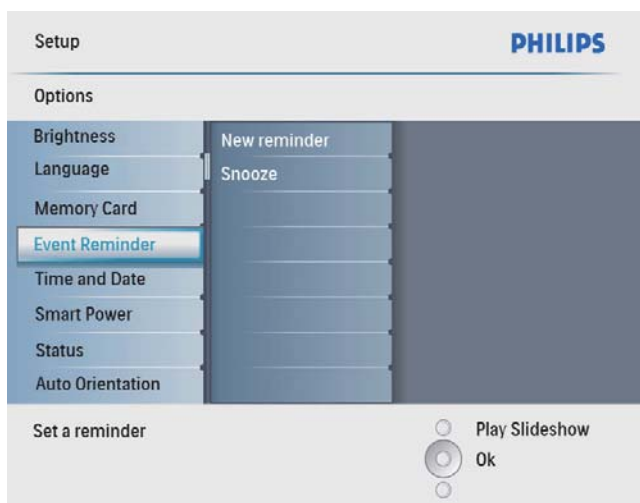 Setup
PHILIPS
Options
Brightness
Language
Memory Card
Event Reminder
Time and Date
Smart Power
Status
Auto Orientation
New reminder
Snooze
Set a reminder
Play Slideshow
Ok